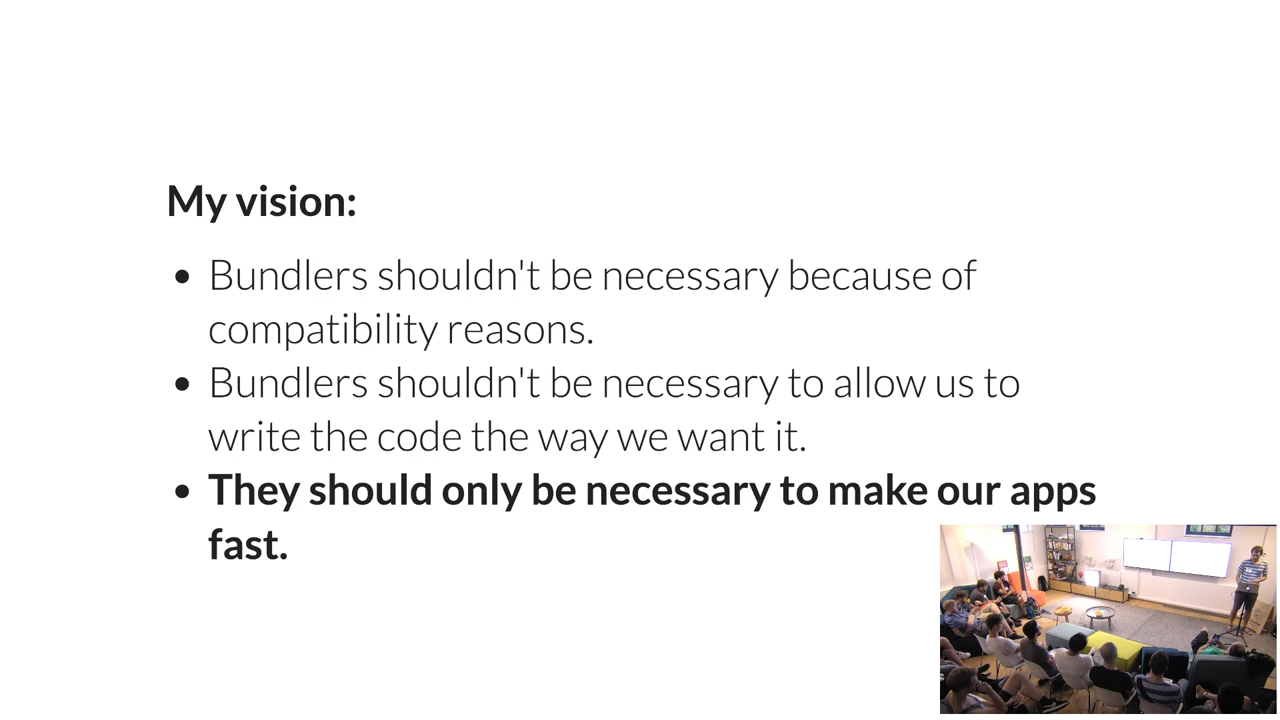 My vision:
• Bundlers shouldn't be necessary because of
compatibility reasons.
• Bundlers shouldn't be necessary to allow us to
write the code the way we want it.
• They should only be necessary to make our apps
fast.